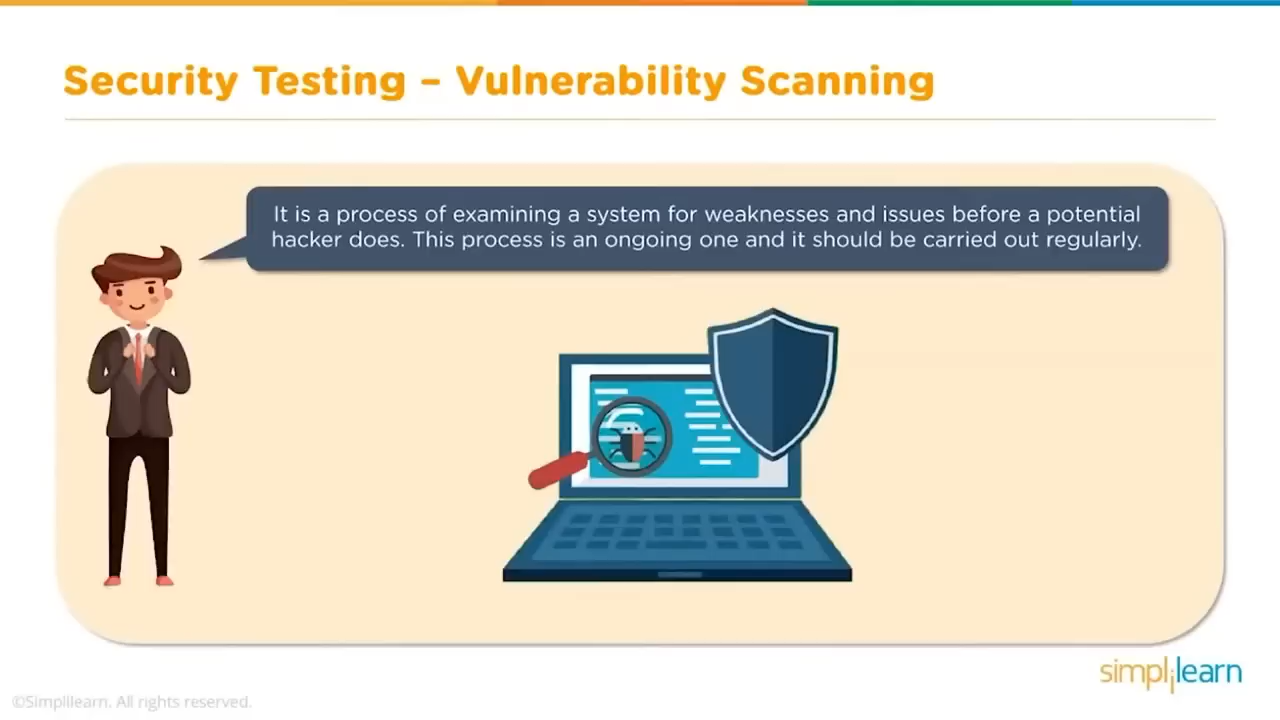 Security Testing – Vulnerability Scanning
It is a process of examining a system for weaknesses and issues before a potential
hacker does. This process is an ongoing one and it should be carried out regularly.
simplilearn
©Simplilearn. All rights reserved.